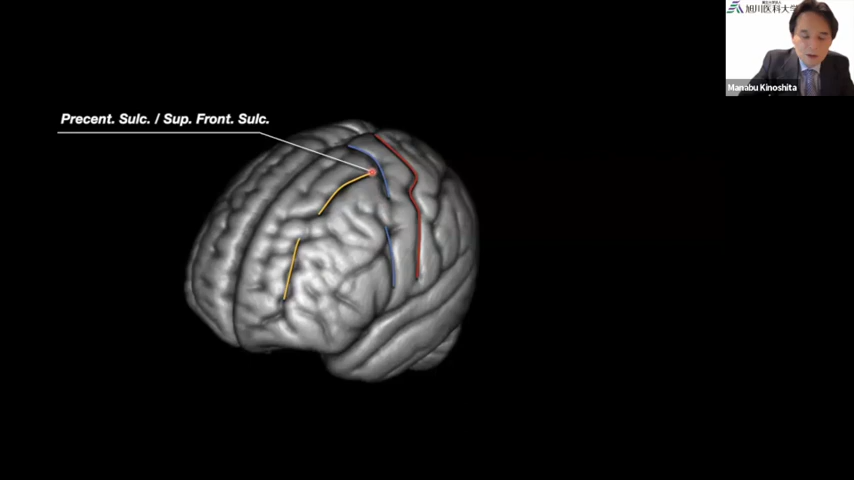 旭川医科大学
Manabu Kinoshita
Precent. Sulc. / Sup. Front. Sulc.